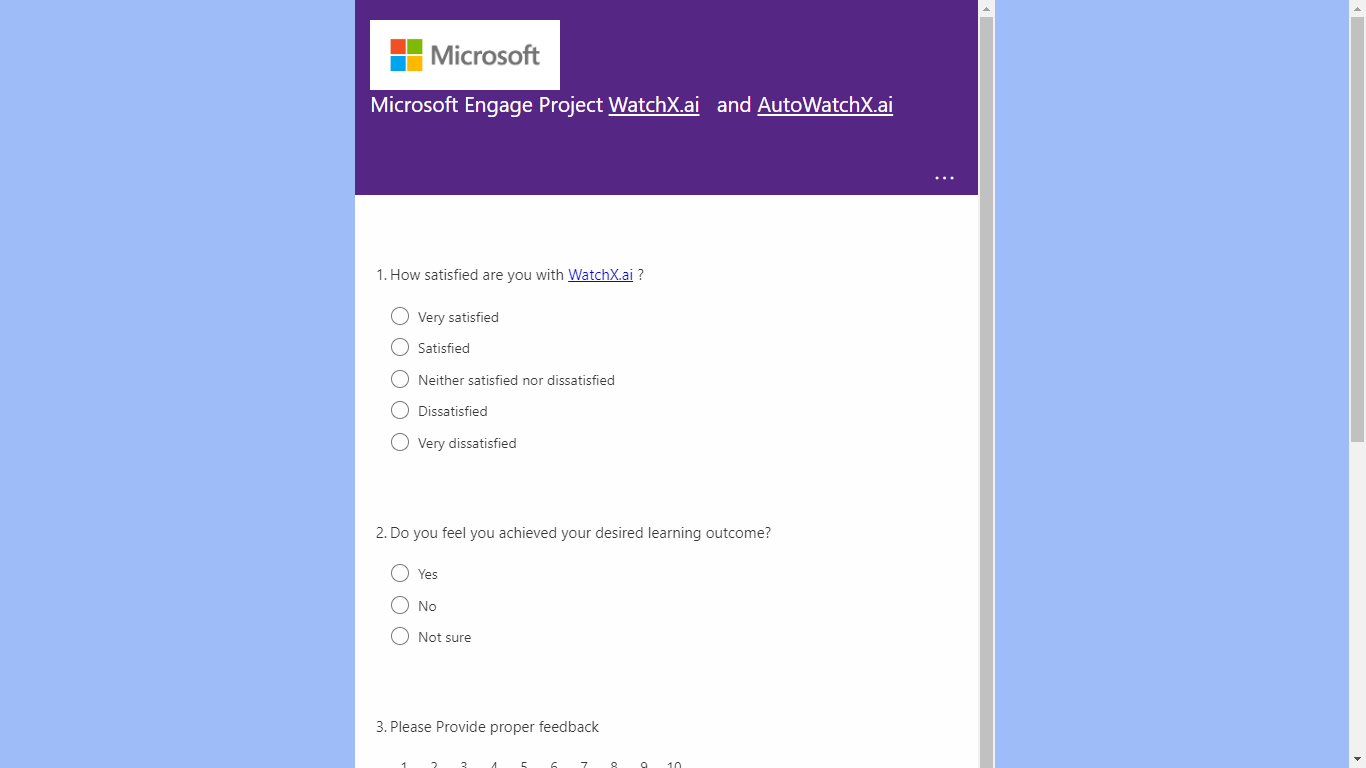 Microsoft
Microsoft Engage Project WatchX.ai and AutoWatchX.ai
...
1. How satisfied are you with WatchX.ai ?
Very satisfied
Satisfied
Neither satisfied nor dissatisfied
Dissatisfied
Very dissatisfied
2. Do you feel you achieved your desired learning outcome?
Yes
No
Not sure
3. Please Provide proper feedback
1 2 3 4 5 6 7 8 9 10